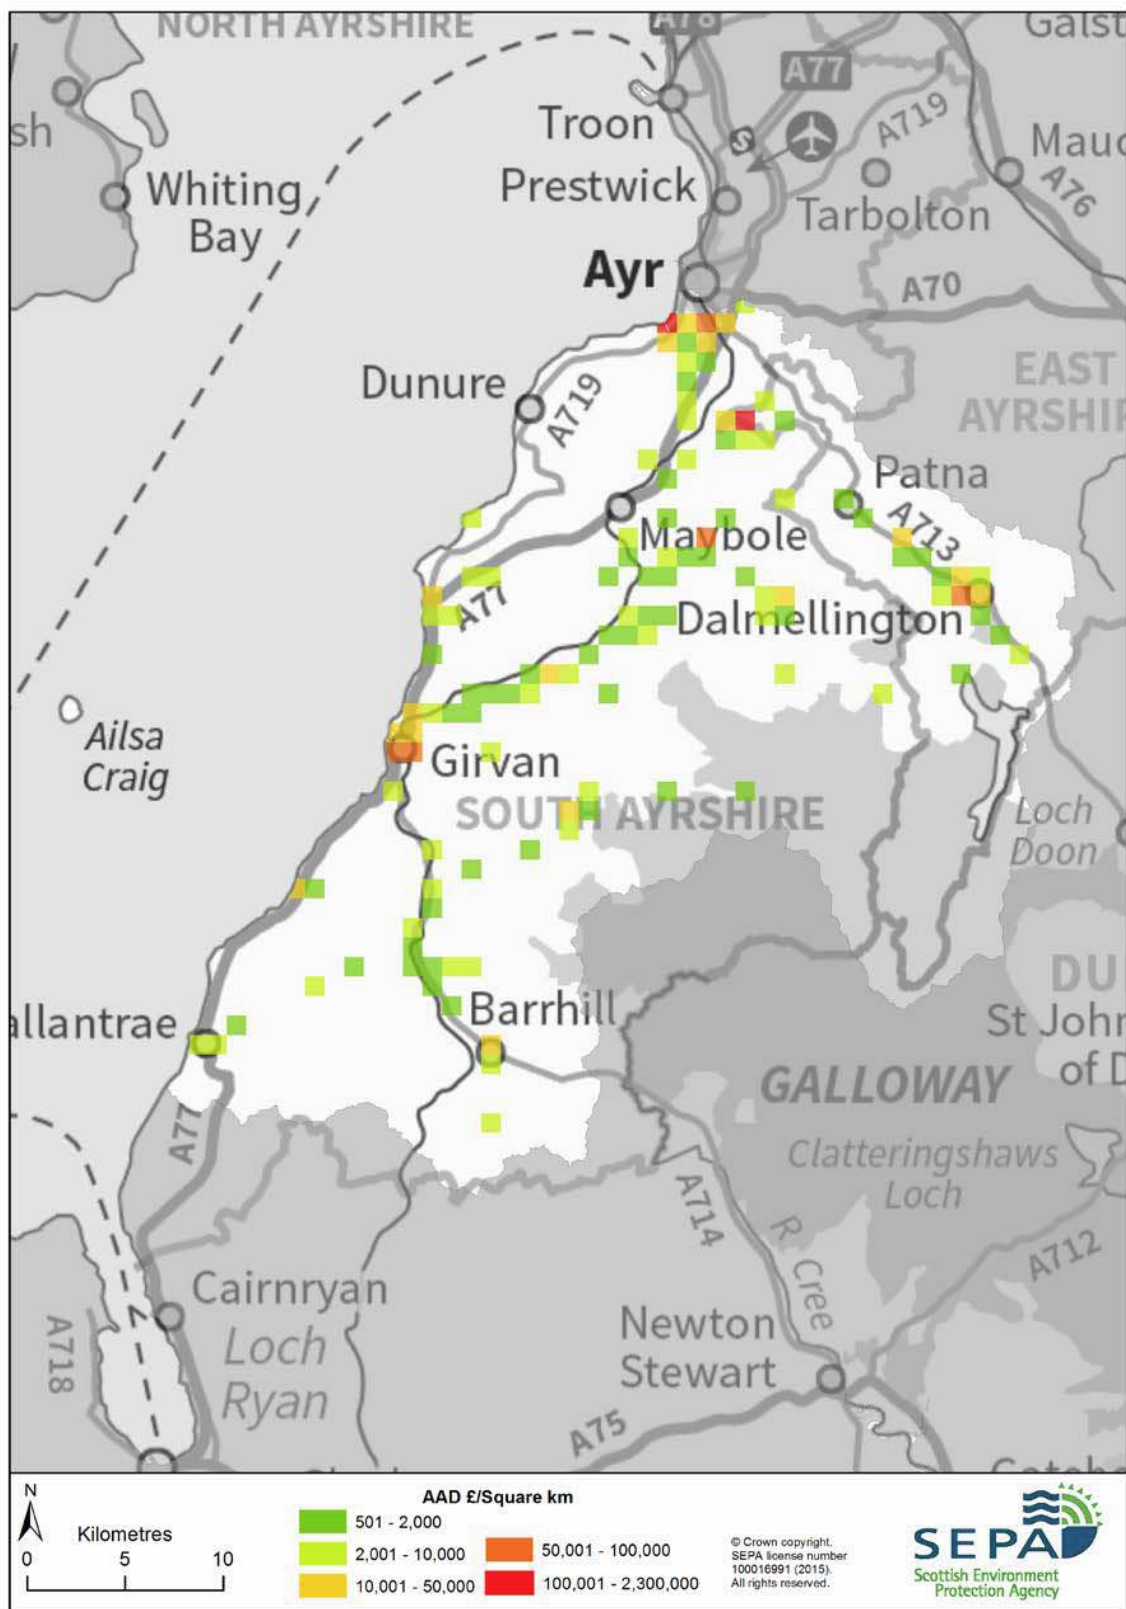 NORTH AYRSHIRE
A78
Galst
A77
Troon
A719
sh
S
Mauc
Whiting
Bay
Prestwick
Tarbolton
A76
Ayr
A70
EAST
AYRSHIR
Dunure
A719
Patna
A713
Maybole
A77
Dalmellington
Ailsa
Craig
Girvan
SOUTH AYRSHIRE
Loch
Doon
DU
Barrhill
allantrae
St John
of D
GALLOWAY
A77
Clatteringshaws
Loch
A714
R Cree
A712
Cairnryan
Loch
Ryan
A718
Newton
Stewart
A75
N
Kilometres
0 5 10
AAD £/Square km
501 - 2,000
2,001 - 10,000
10,001 - 50,000
50,001 - 100,000
100,001 - 2,300,000
© Crown copyright.
SEPA license number
100016991 (2015).
All rights reserved.
SEPA
Scottish Environment
Protection Agency